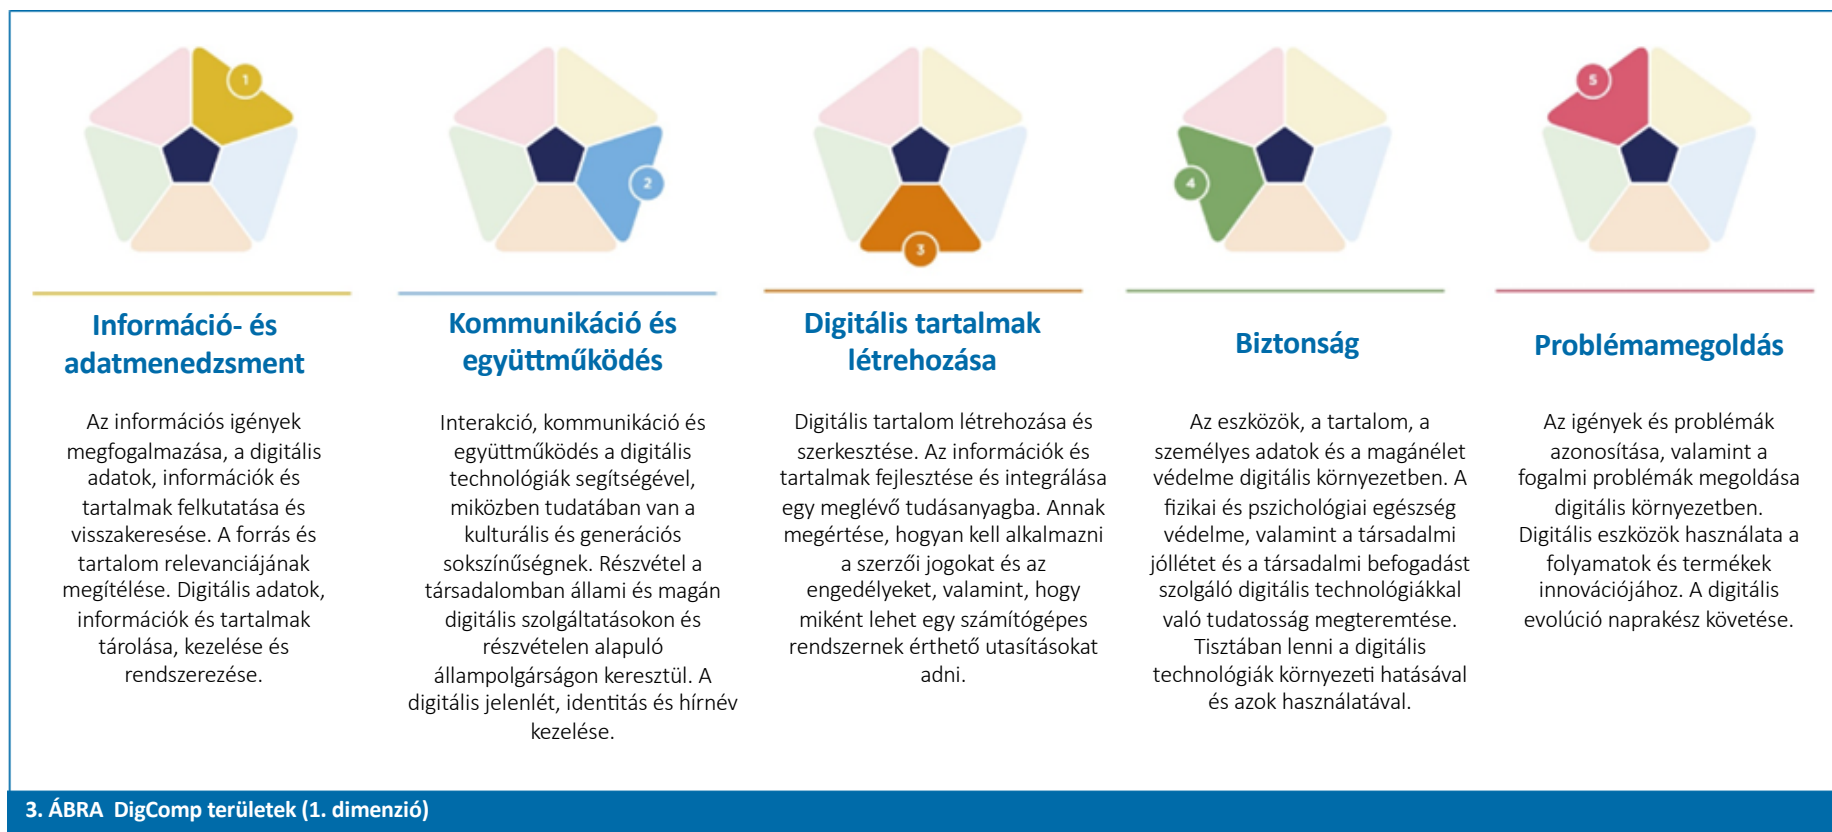 1
Információ- és
adatmenedzsment
Az információs igények
megfogalmazása, a digitális
adatok, információk és
tartalmak felkutatása és
visszakeresése. A forrás és
tartalom relevanciájának
megítélése. Digitális adatok,
információk és tartalmak
tárolása, kezelése és
rendszerezése.
2
Kommunikáció és
együttműködés
Interakció, kommunikáció és
együttműködés a digitális
technológiák segítségével,
miközben tudatában van a
kulturális és generációs
sokszínűségnek. Részvétel a
társadalomban állami és magán
digitális szolgáltatásokon és
részvételen alapuló
állampolgárságon keresztül. A
digitális jelenlét, identitás és hírnév
kezelése.
3
Digitális tartalmak
létrehozása
Digitális tartalom létrehozása és
szerkesztése. Az információk és
tartalmak fejlesztése és integrálása
egy meglévő tudásanyagba. Annak
megértése, hogyan kell alkalmazni
a szerzői jogokat és az
engedélyeket, valamint, hogy
miként lehet egy számítógépes
rendszernek érthető utasításokat
adni.
4
Biztonság
Az eszközök, a tartalom, a
személyes adatok és a magánélet
védelme digitális környezetben. A
fizikai és pszichológiai egészség
védelme, valamint a társadalmi
jóllétet és a társadalmi befogadást
szolgáló digitális technológiákkal
való tudatosság megteremtése.
Tisztában lenni a digitális
technológiák környezeti hatásával
és azok használatával.
5
Problémamegoldás
Az igények és problémák
azonosítása, valamint a
fogalmi problémák megoldása
digitális környezetben.
Digitális eszközök használata a
folyamatok és termékek
innovációjához. A digitális
evolúció naprakész követése.
3. ÁBRA DigComp területek (1. dimenzió)